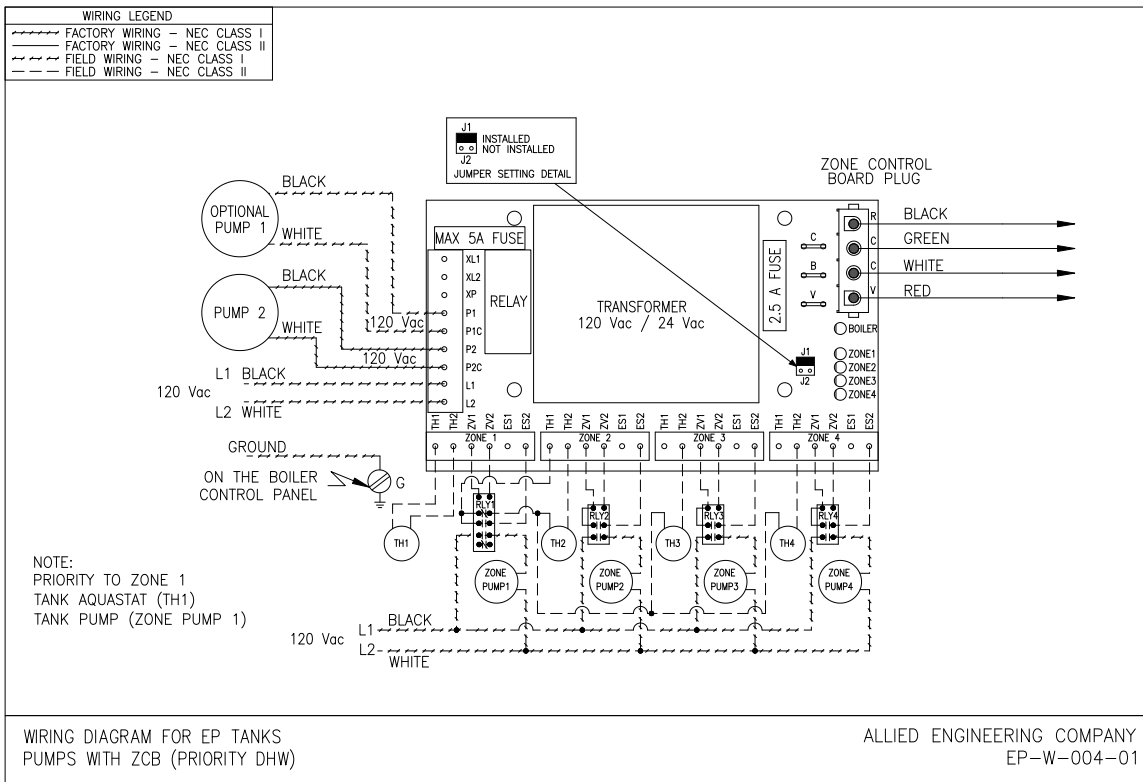 WIRING LEGEND
FACTORY WIRING – NEC CLASS I
FACTORY WIRING – NEC CLASS II
FIELD WIRING – NEC CLASS I
FIELD WIRING – NEC CLASS II
J1
INSTALLED
NOT INSTALLED
J2
JUMPER SETTING DETAIL
ZONE CONTROL
BOARD PLUG
BLACK
OPTIONAL
PUMP 1
WHITE
BLACK
PUMP 2
WHITE
120 Vac
120 Vac
L1 BLACK
120 Vac
L2 WHITE
MAX 5A FUSE
XL1
XL2
XP
P1
P1C
P2
P2C
L1
L2
RELAY
TRANSFORMER
120 Vac / 24 Vac
2.5 A FUSE
C
B
V
R
C
C
V
BLACK
GREEN
WHITE
RED
BOILER
J1
J2
ZONE1
ZONE2
ZONE3
ZONE4
TH1 TH2 ZV1 ZV2 ES1 ES2
TH1 TH2 ZV1 ZV2 ES1 ES2
TH1 TH2 ZV1 ZV2 ES1 ES2
TH1 TH2 ZV1 ZV2 ES1 ES2
ZONE 1
ZONE 2
ZONE 3
ZONE 4
GROUND
ON THE BOILER
CONTROL PANEL
G
RLY1
RLY2
RLY3
RLY4
TH1
TH2
TH3
TH4
ZONE
PUMP1
ZONE
PUMP2
ZONE
PUMP3
ZONE
PUMP4
NOTE:
PRIORITY TO ZONE 1
TANK AQUASTAT (TH1)
TANK PUMP (ZONE PUMP 1)
120 Vac
L1
BLACK
L2
WHITE
WIRING DIAGRAM FOR EP TANKS
PUMPS WITH ZCB (PRIORITY DHW)
ALLIED ENGINEERING COMPANY
EP-W-004-01